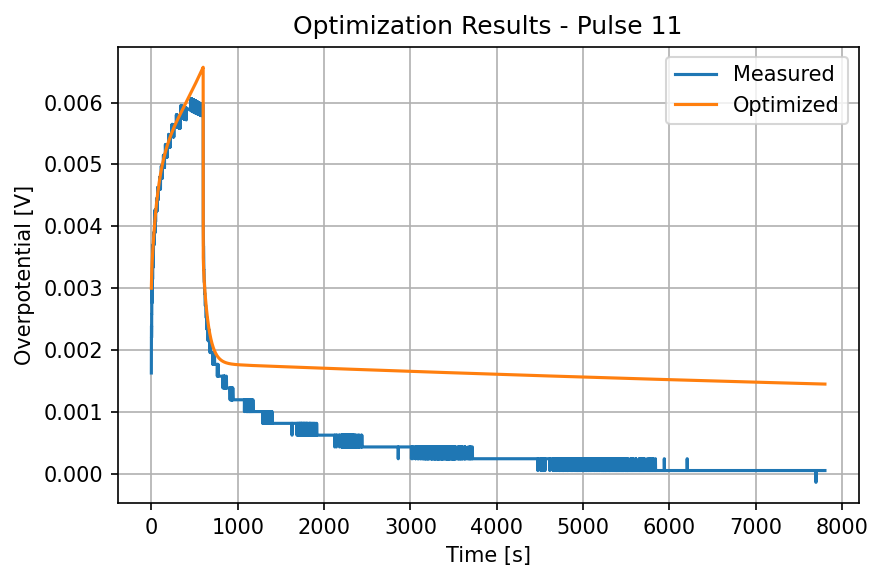 Optimization Results - Pulse 11
Measured
Optimized
Overpotential [V]
0.006
0.005
0.004
0.003
0.002
0.001
0.000
0 1000 2000 3000 4000 5000 6000 7000 8000
Time [s]